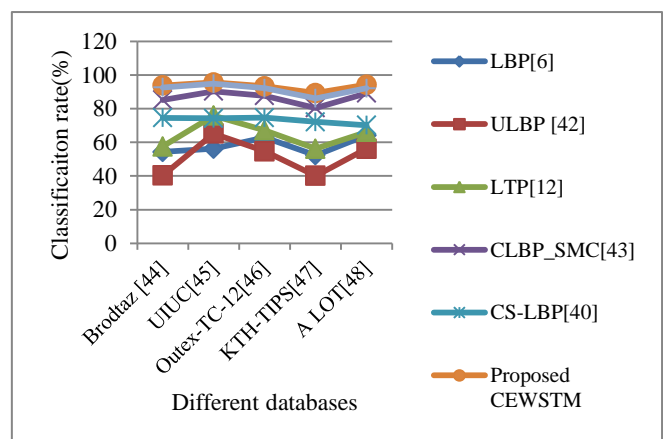 120
100
80
60
40
20
0
Classificaiton rate(%)
Brodtaz [44]
UIUC[45]
Outex-TC-12[46]
KTH-TIPS[47]
A LOT[48]
Different databases
LBP[6]
ULBP [42]
LTP[12]
CLBP_SMC[43]
CS-LBP[40]
Proposed
CEWSTM